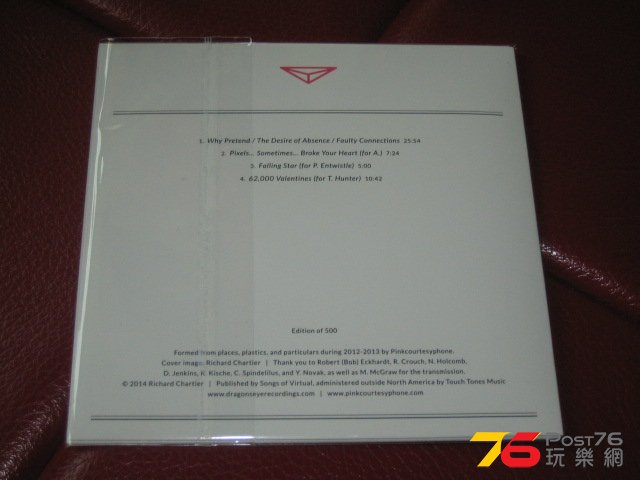 1. Why Pretend / The Desire of Absense / Faulty Connections 25:54
2. Pixels... Sometimes... Broke Your Heart (for A.) 7:24
3. Falling Star (for P. Entwistle) 5:00
4. 62,000 Valentines (for T. Hunter) 10:42
Edition of 500
Formed from places, plastics, and particulars during 2012-2013 by Pinkcourtesyphone.
Cover image: Richard Chartier | Thank you to Robert (Bob) Eckhardt, R. Crouch, N. Holcomb,
D. Jenkins, K. Kische, C. Spindelilus, and Y. Novak, as well as M. McGraw for the transmission.
© 2014 Richard Chartier | Published by Songs of Virtual, administered outside North America by Touch Tones Music
www.dragonseyerecordings.com | www.pinkcourtesyphone.com
76 Post76
玩樂網